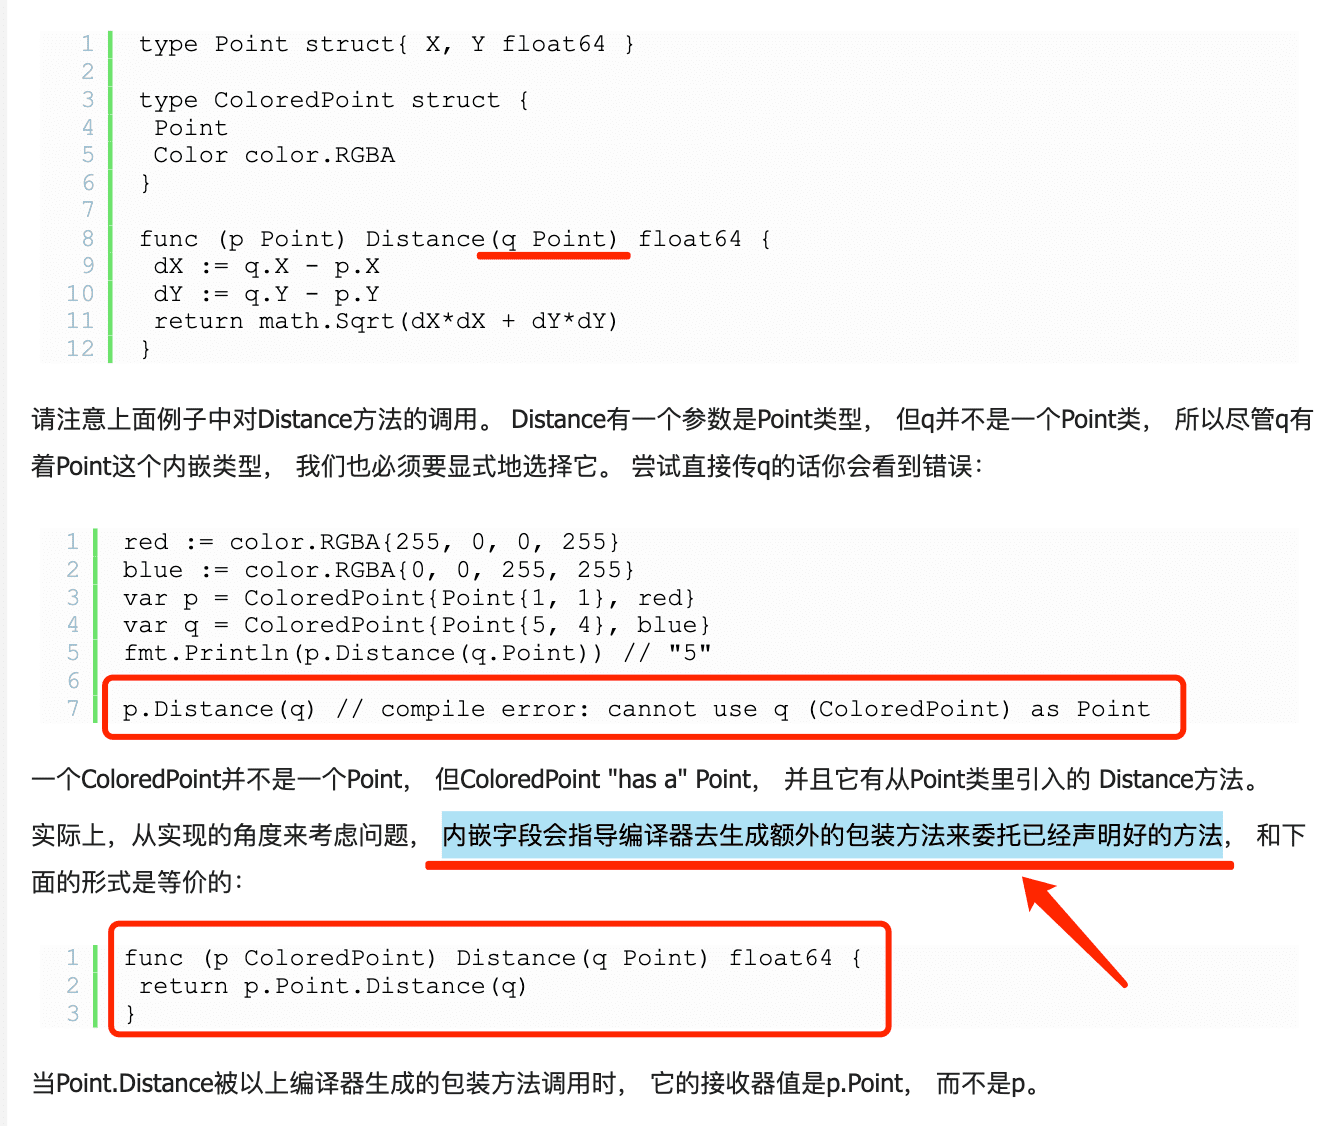 1 type Point struct{ X, Y float64 }
2
3 type ColoredPoint struct {
4 Point
5 Color color.RGBA
6 }
7
8 func (p Point) Distance(q Point) float64 {
9 dX := q.X - p.X
10 dY := q.Y - p.Y
11 return math.Sqrt(dX*dX + dY*dY)
12 }
请注意上面例子中对Distance方法的调用。 Distance有一个参数是Point类型， 但q并不是一个Point类， 所以尽管q有
着Point这个内嵌类型， 我们也必须要显式地选择它。 尝试直接传q的话你会看到错误：
1 red := color.RGBA{255, 0, 0, 255}
2 blue := color.RGBA{0, 0, 255, 255}
3 var p = ColoredPoint{Point{1, 1}, red}
4 var q = ColoredPoint{Point{5, 4}, blue}
5 fmt.Println(p.Distance(q.Point)) // "5"
6
7 p.Distance(q) // compile error: cannot use q (ColoredPoint) as Point
一个ColoredPoint并不是一个Point， 但ColoredPoint "has a" Point， 并且它有从Point类里引入的 Distance方法。
实际上，从实现的角度来考虑问题， 内嵌字段会指导编译器去生成额外的包装方法来委托已经声明好的方法， 和下
面的形式是等价的：
1 func (p ColoredPoint) Distance(q Point) float64 {
2 return p.Point.Distance(q)
3 }
当Point.Distance被以上编译器生成的包装方法调用时， 它的接收器值是p.Point， 而不是p。